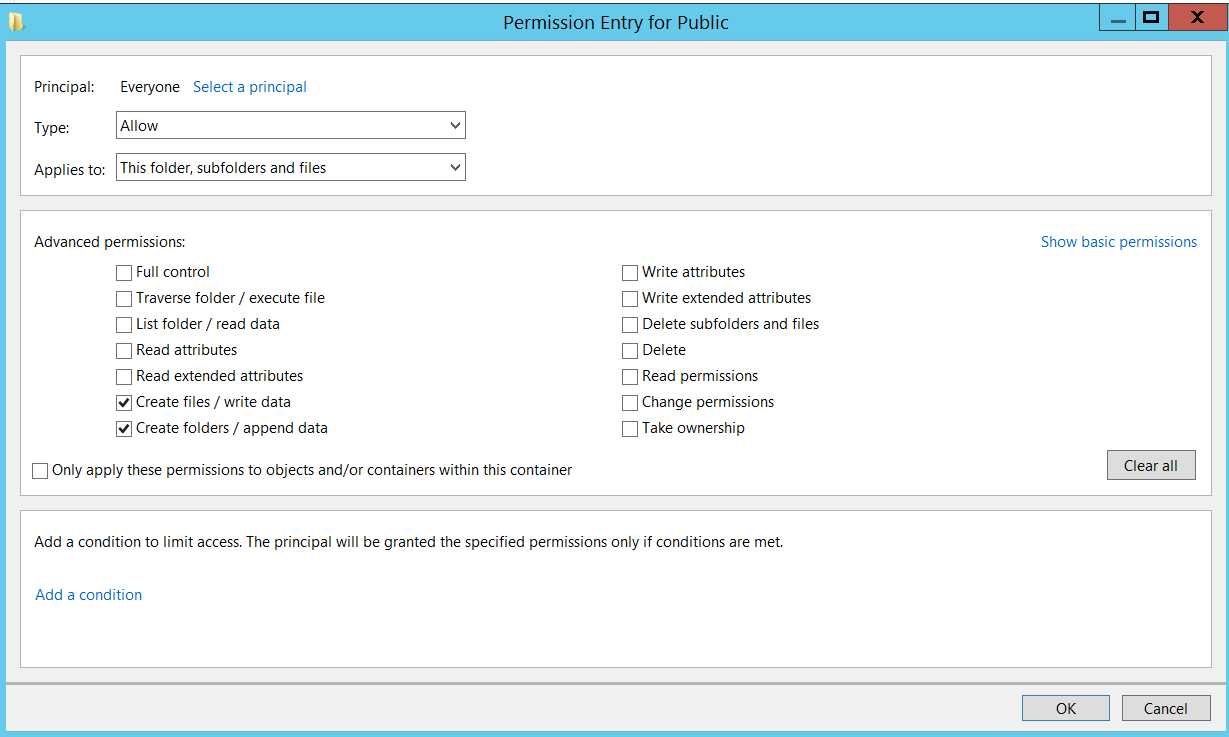 Permission Entry for Public
Principal: Everyone Select a principal
Type: Allow
Applies to: This folder, subfolders and files
Advanced permissions: Show basic permissions
Full control Write attributes
Traverse folder / execute file Write extended attributes
List folder / read data Delete subfolders and files
Read attributes Delete
Read extended attributes Read permissions
Create files / write data Change permissions
Create folders / append data Take ownership
Only apply these permissions to objects and/or containers within this container Clear all
Add a condition to limit access. The principal will be granted the specified permissions only if conditions are met.
Add a condition
OK Cancel